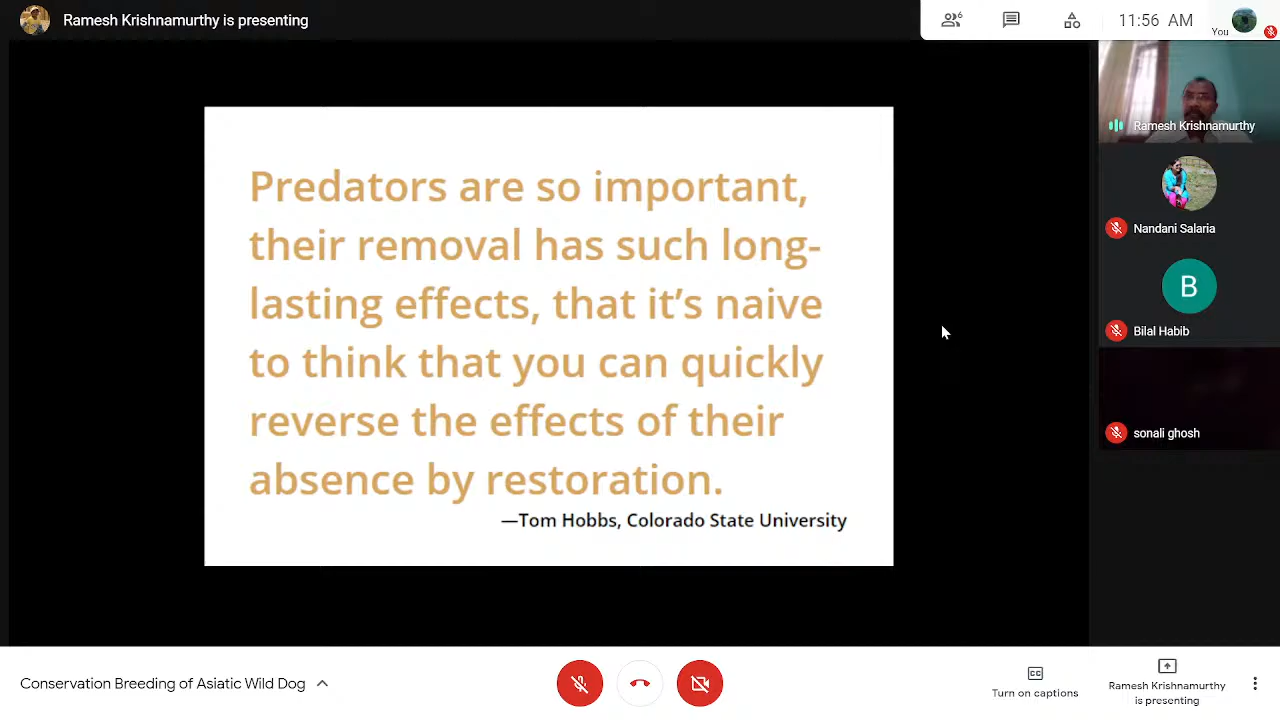 Ramesh Krishnamurthy is presenting
6
11:56 AM
You
Predators are so important,
their removal has such long-
lasting effects, that it’s naive
to think that you can quickly
reverse the effects of their
absence by restoration.
—Tom Hobbs, Colorado State University
Ramesh Krishnamurthy
Nandani Salaria
B
Bilal Habib
sonali ghosh
Conservation Breeding of Asiatic Wild Dog
CC
Turn on captions
Ramesh Krishnamurthy
is presenting